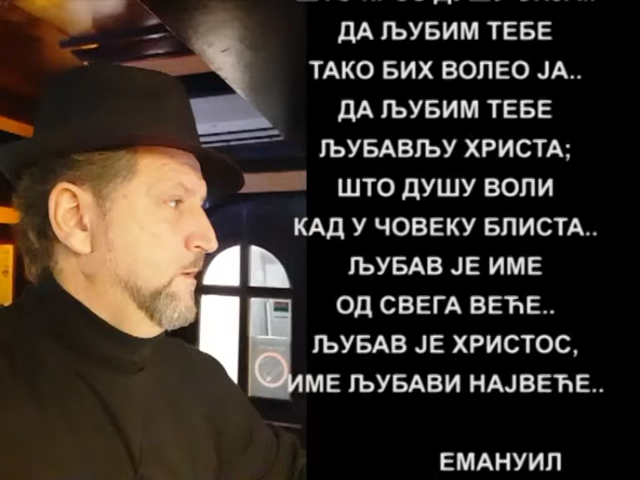 ДА ЉУБИМ ТЕБЕ
ТАКО БИХ ВОЛЕО ЈА..
ДА ЉУБИМ ТЕБЕ
ЉУБАВЉУ ХРИСТА;
ШТО ДУШУ ВОЛИ
КАД У ЧОВЕКУ БЛИСТА..
ЉУБАВ ЈЕ ИМЕ
ОД СВЕГА ВЕЋЕ..
ЉУБАВ ЈЕ ХРИСТОС,
ИМЕ ЉУБАВИ НАЈВЕЋЕ..
ЕМАНУИЛ